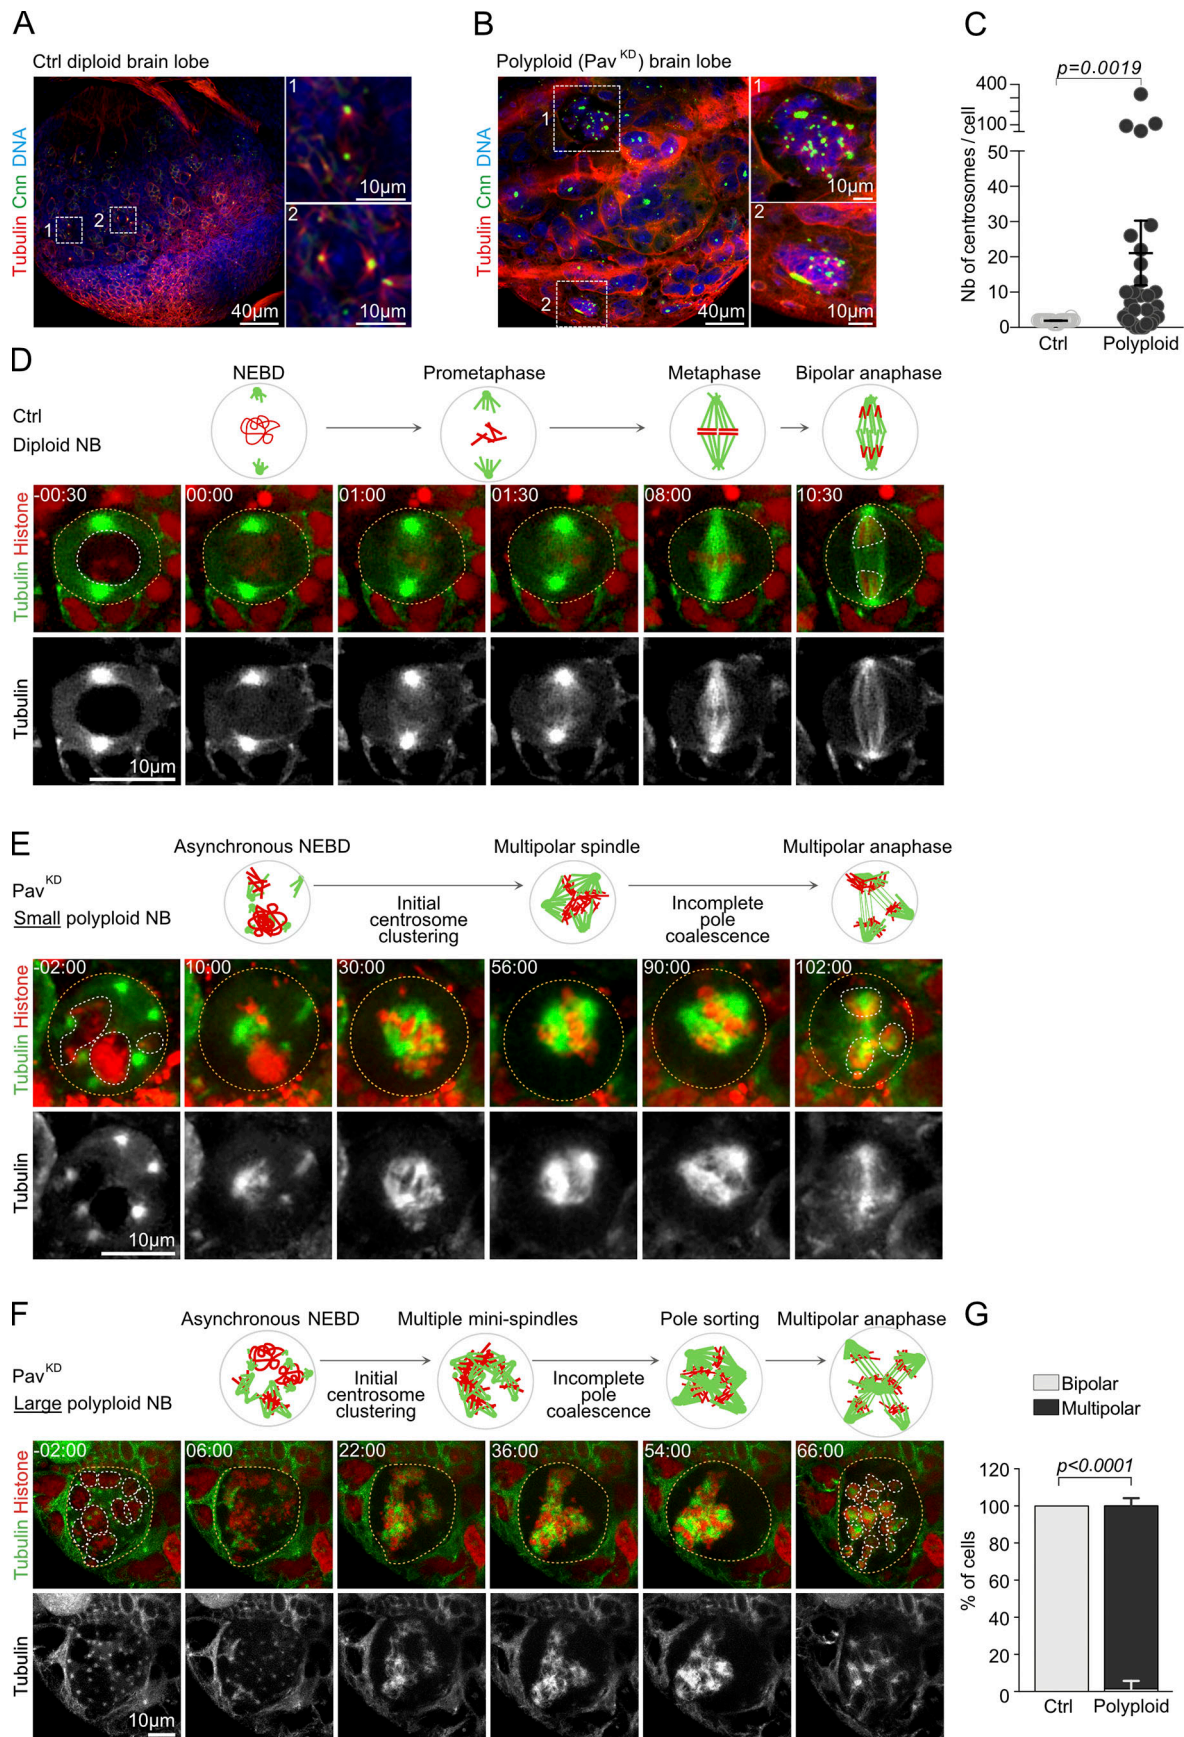 A
Ctrl diploid brain lobe
Tubulin Cnn DNA
1
2
40µm
1
10µm
2
10µm
B
Polyploid (Pav KD) brain lobe
Tubulin Cnn DNA
1
2
40µm
1
10µm
2
10µm
C
p=0.0019
Nb of centrosomes / cell
400
100
50
40
30
20
10
0
Ctrl
Polyploid
D
Ctrl
Diploid NB
NEBD
Prometaphase
Metaphase
Bipolar anaphase
Tubulin Histone
-00:30
00:00
01:00
01:30
08:00
10:30
Tubulin
10µm
E
Pav KD
Small polyploid NB
Asynchronous NEBD
Initial
centrosome
clustering
Multipolar spindle
Incomplete
pole
coalescence
Multipolar anaphase
Tubulin Histone
-02:00
10:00
30:00
56:00
90:00
102:00
Tubulin
10µm
F
Pav KD
Large polyploid NB
Asynchronous NEBD
Initial
centrosome
clustering
Multiple mini-spindles
Incomplete
pole
coalescence
Pole sorting
Multipolar anaphase
Tubulin Histone
-02:00
06:00
22:00
36:00
54:00
66:00
Tubulin
10µm
G
Bipolar
Multipolar
p<0.0001
% of cells
120
100
80
60
40
20
0
Ctrl
Polyploid